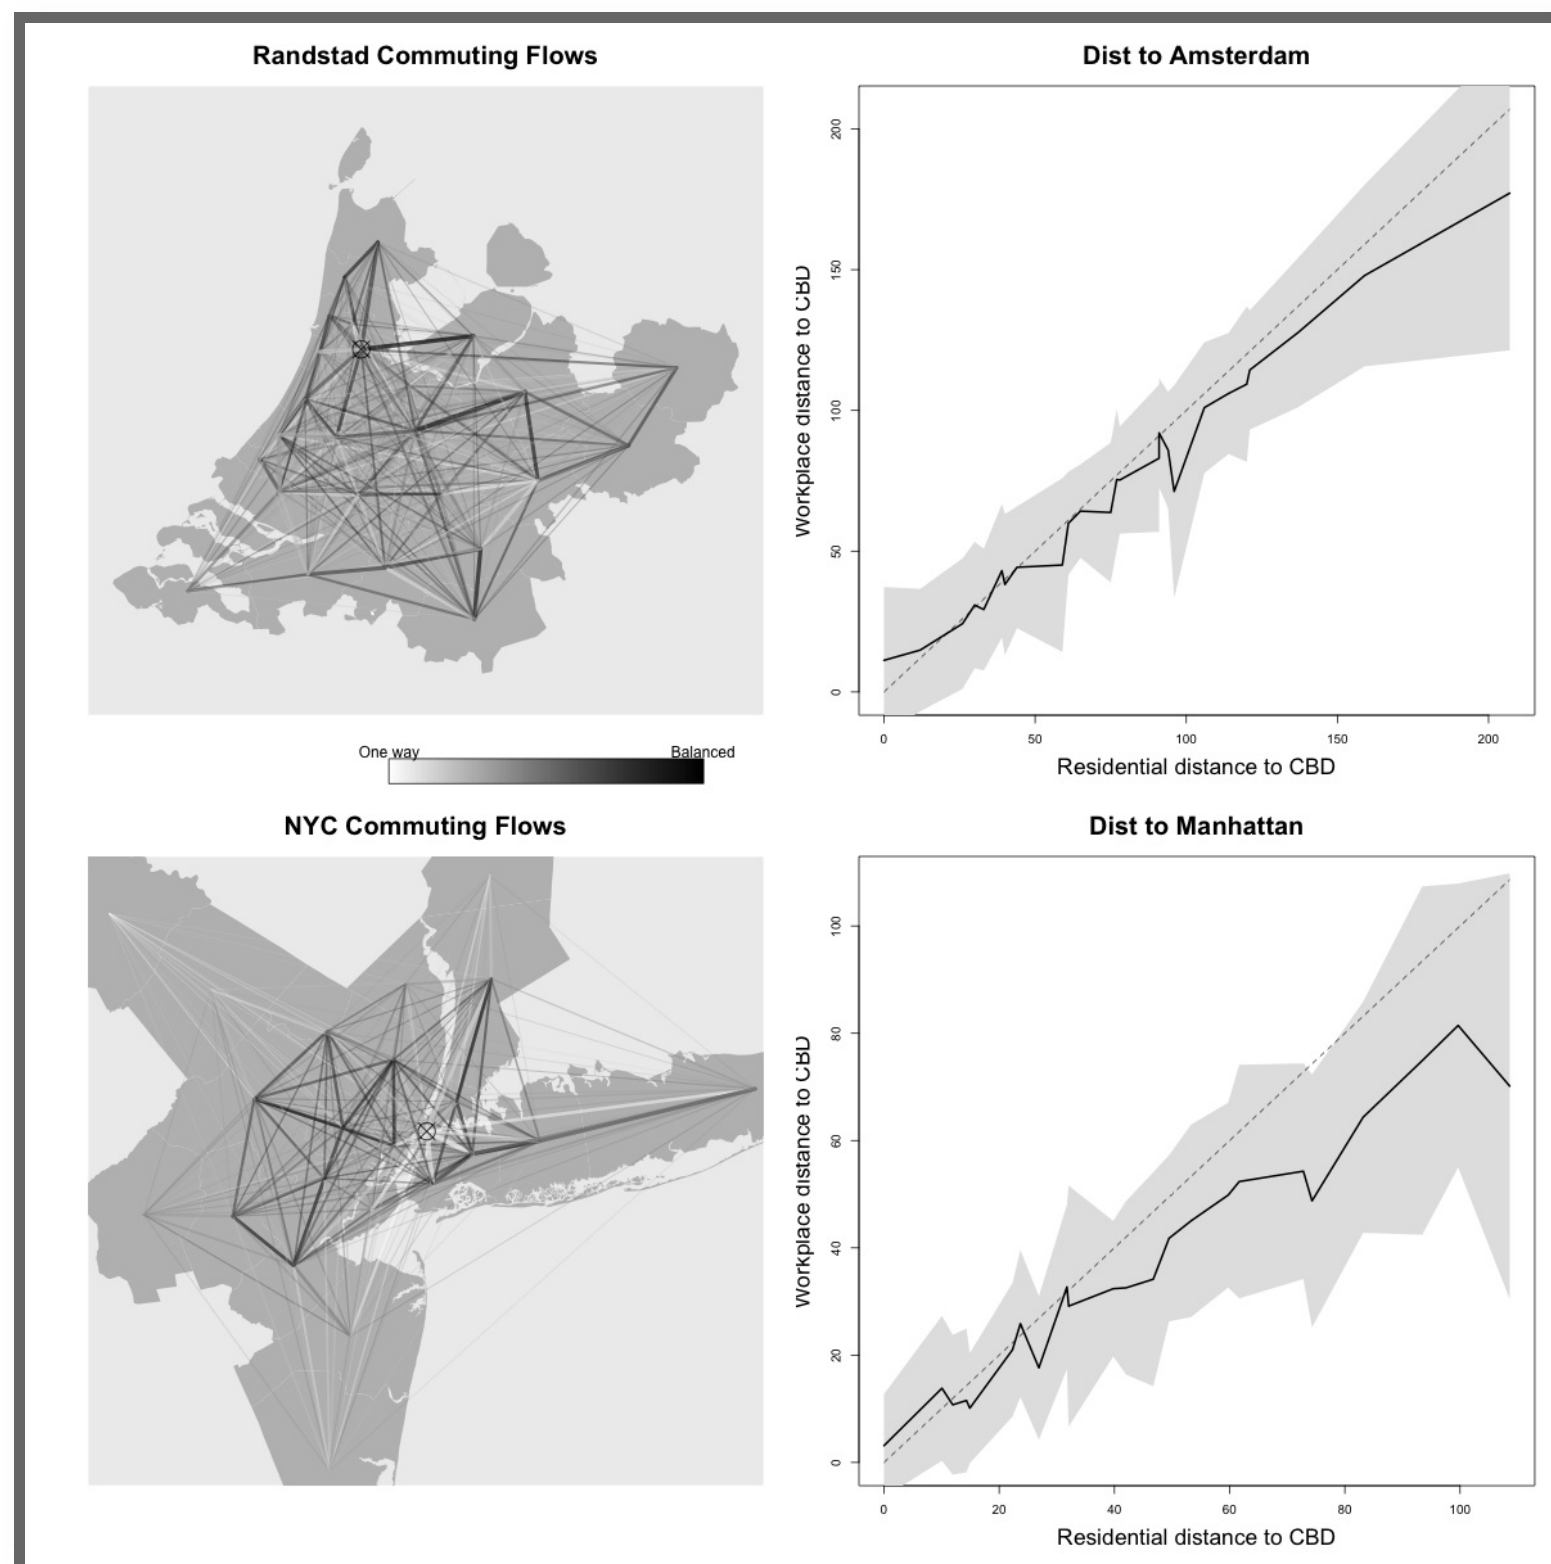 Randstad Commuting Flows
Dist to Amsterdam
Workplace distance to CBD
0
50
100
150
200
0
50
100
150
200
Residential distance to CBD
One way
Balanced
NYC Commuting Flows
Dist to Manhattan
Workplace distance to CBD
0
20
40
60
80
100
0
20
40
60
80
100
Residential distance to CBD